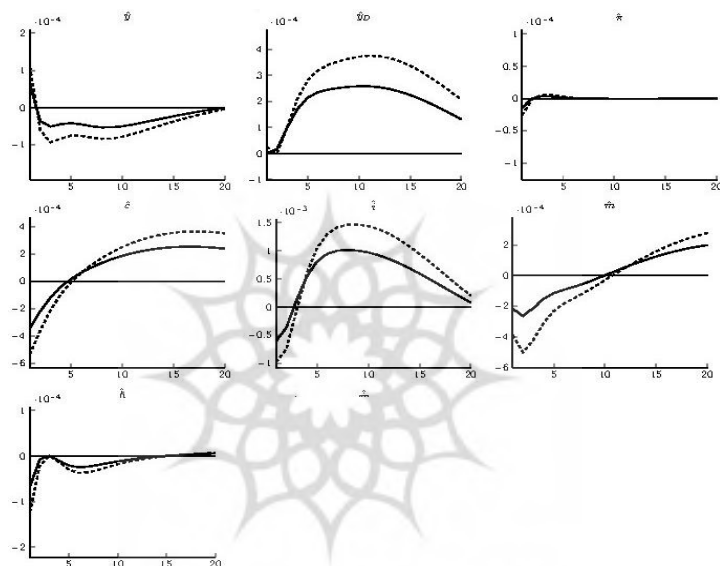 ·10⁻⁴ ŷ ·10⁻⁴ ŷD ·10⁻⁴ π̂
2 1 0 −1 5 10 15 20
4 2 0 −1 5 10 15 20
1 0.5 0 −0.5 −1 5 10 15 20
·10⁻⁴ ĉ ·10⁻³ î ·10⁻⁴ m̂
4 2 0 −2 −4 −6 5 10 15 20
1.5 1 0.5 0 −0.5 −1 5 10 15 20
2 0 −2 −4 −6 5 10 15 20
·10⁻⁴ ĥ
1 0 −1 −2 5 10 15 20